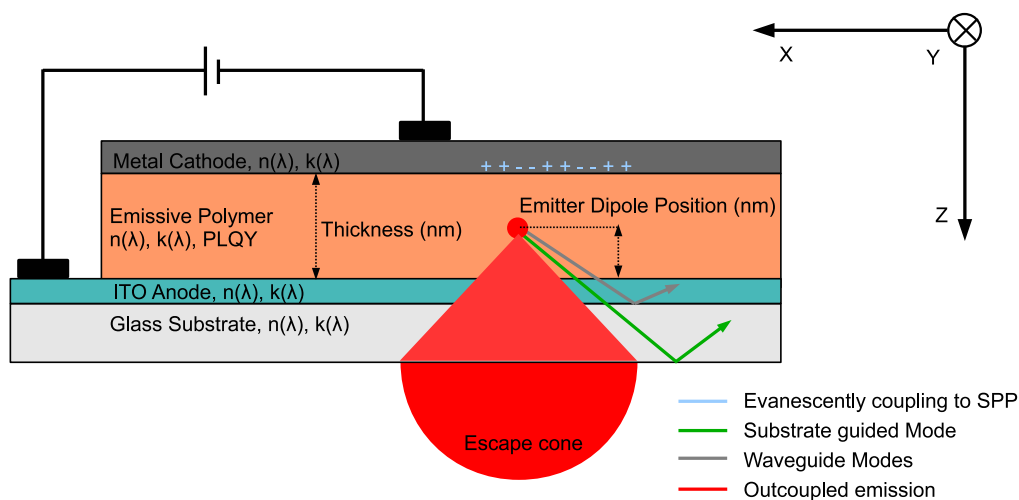 X
Y
Z
Metal Cathode, n(λ), k(λ)
+ + - - + + - - + +
Emissive Polymer
n(λ), k(λ), PLQY
Thickness (nm)
Emitter Dipole Position (nm)
ITO Anode, n(λ), k(λ)
Glass Substrate, n(λ), k(λ)
Escape cone
Evanescently coupling to SPP
Substrate guided Mode
Waveguide Modes
Outcoupled emission